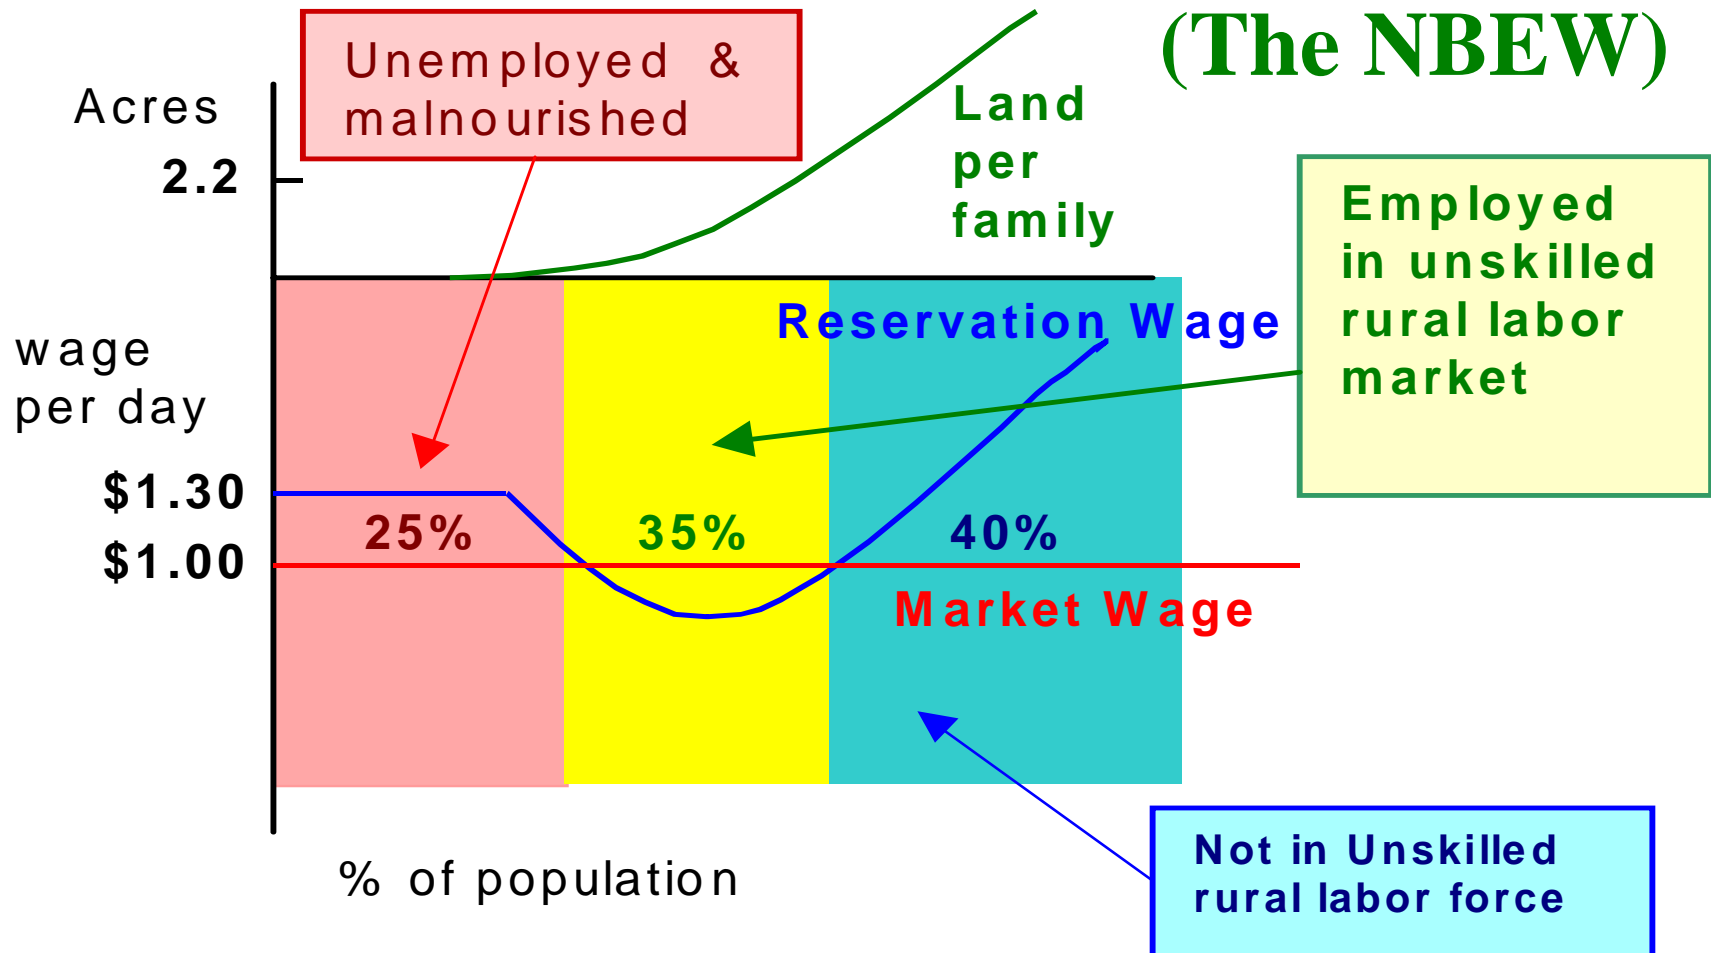 (The NBEW)
Unemployed &
malnourished
Acres
2.2
Land
per
family
Employed
in unskilled
rural labor
market
Reservation Wage
wage
per day
$1.30
$1.00
25%
35%
40%
Market Wage
% of population
Not in Unskilled
rural labor force